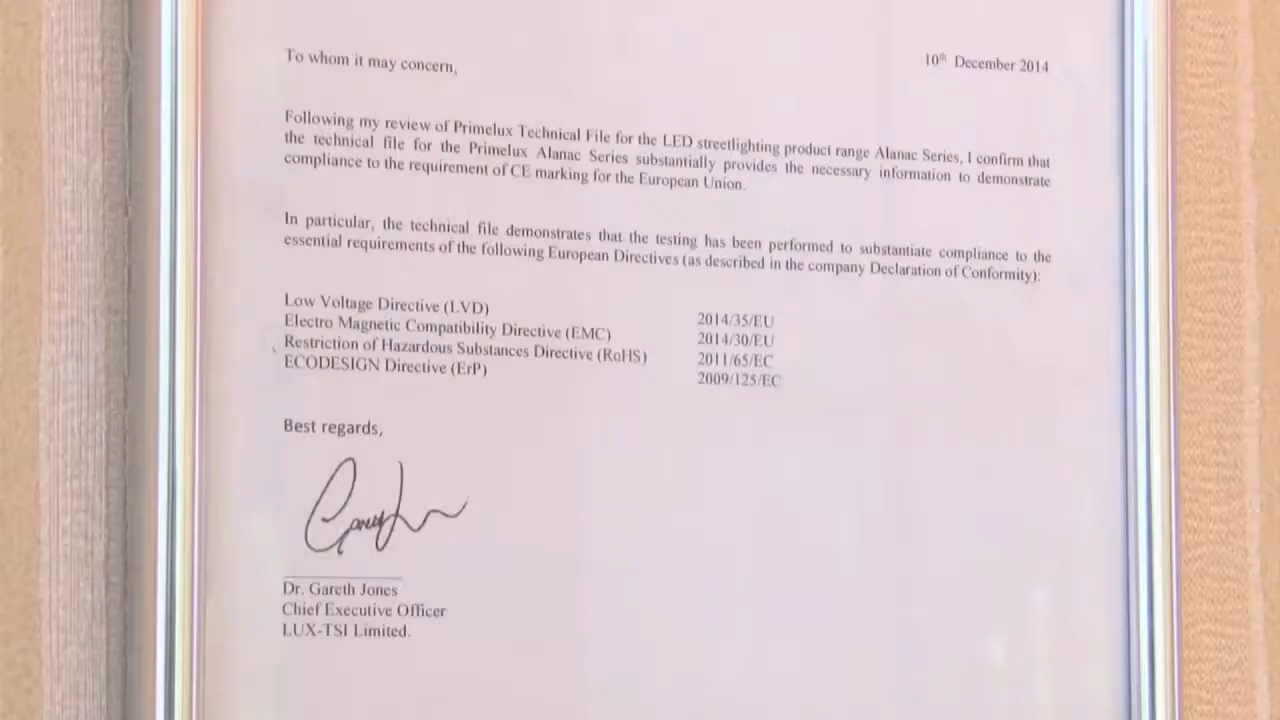 To whom it may concern,
10th December 2014
Following my review of Primelux Technical File for the LED streetlighting product range Alanac Series, I confirm that
the technical file for the Primelux Alanac Series substantially provides the necessary information to demonstrate
compliance to the requirement of CE marking for the European Union.
In particular, the technical file demonstrates that the testing has been performed to substantiate compliance to the
essential requirements of the following European Directives (as described in the company Declaration of Conformity):
Low Voltage Directive (LVD) 2014/35/EU
Electro Magnetic Compatibility Directive (EMC) 2014/30/EU
Restriction of Hazardous Substances Directive (RoHS) 2011/65/EC
ECODESIGN Directive (ErP) 2009/125/EC
Best regards,
Dr. Gareth Jones
Chief Executive Officer
LUX-TSI Limited.